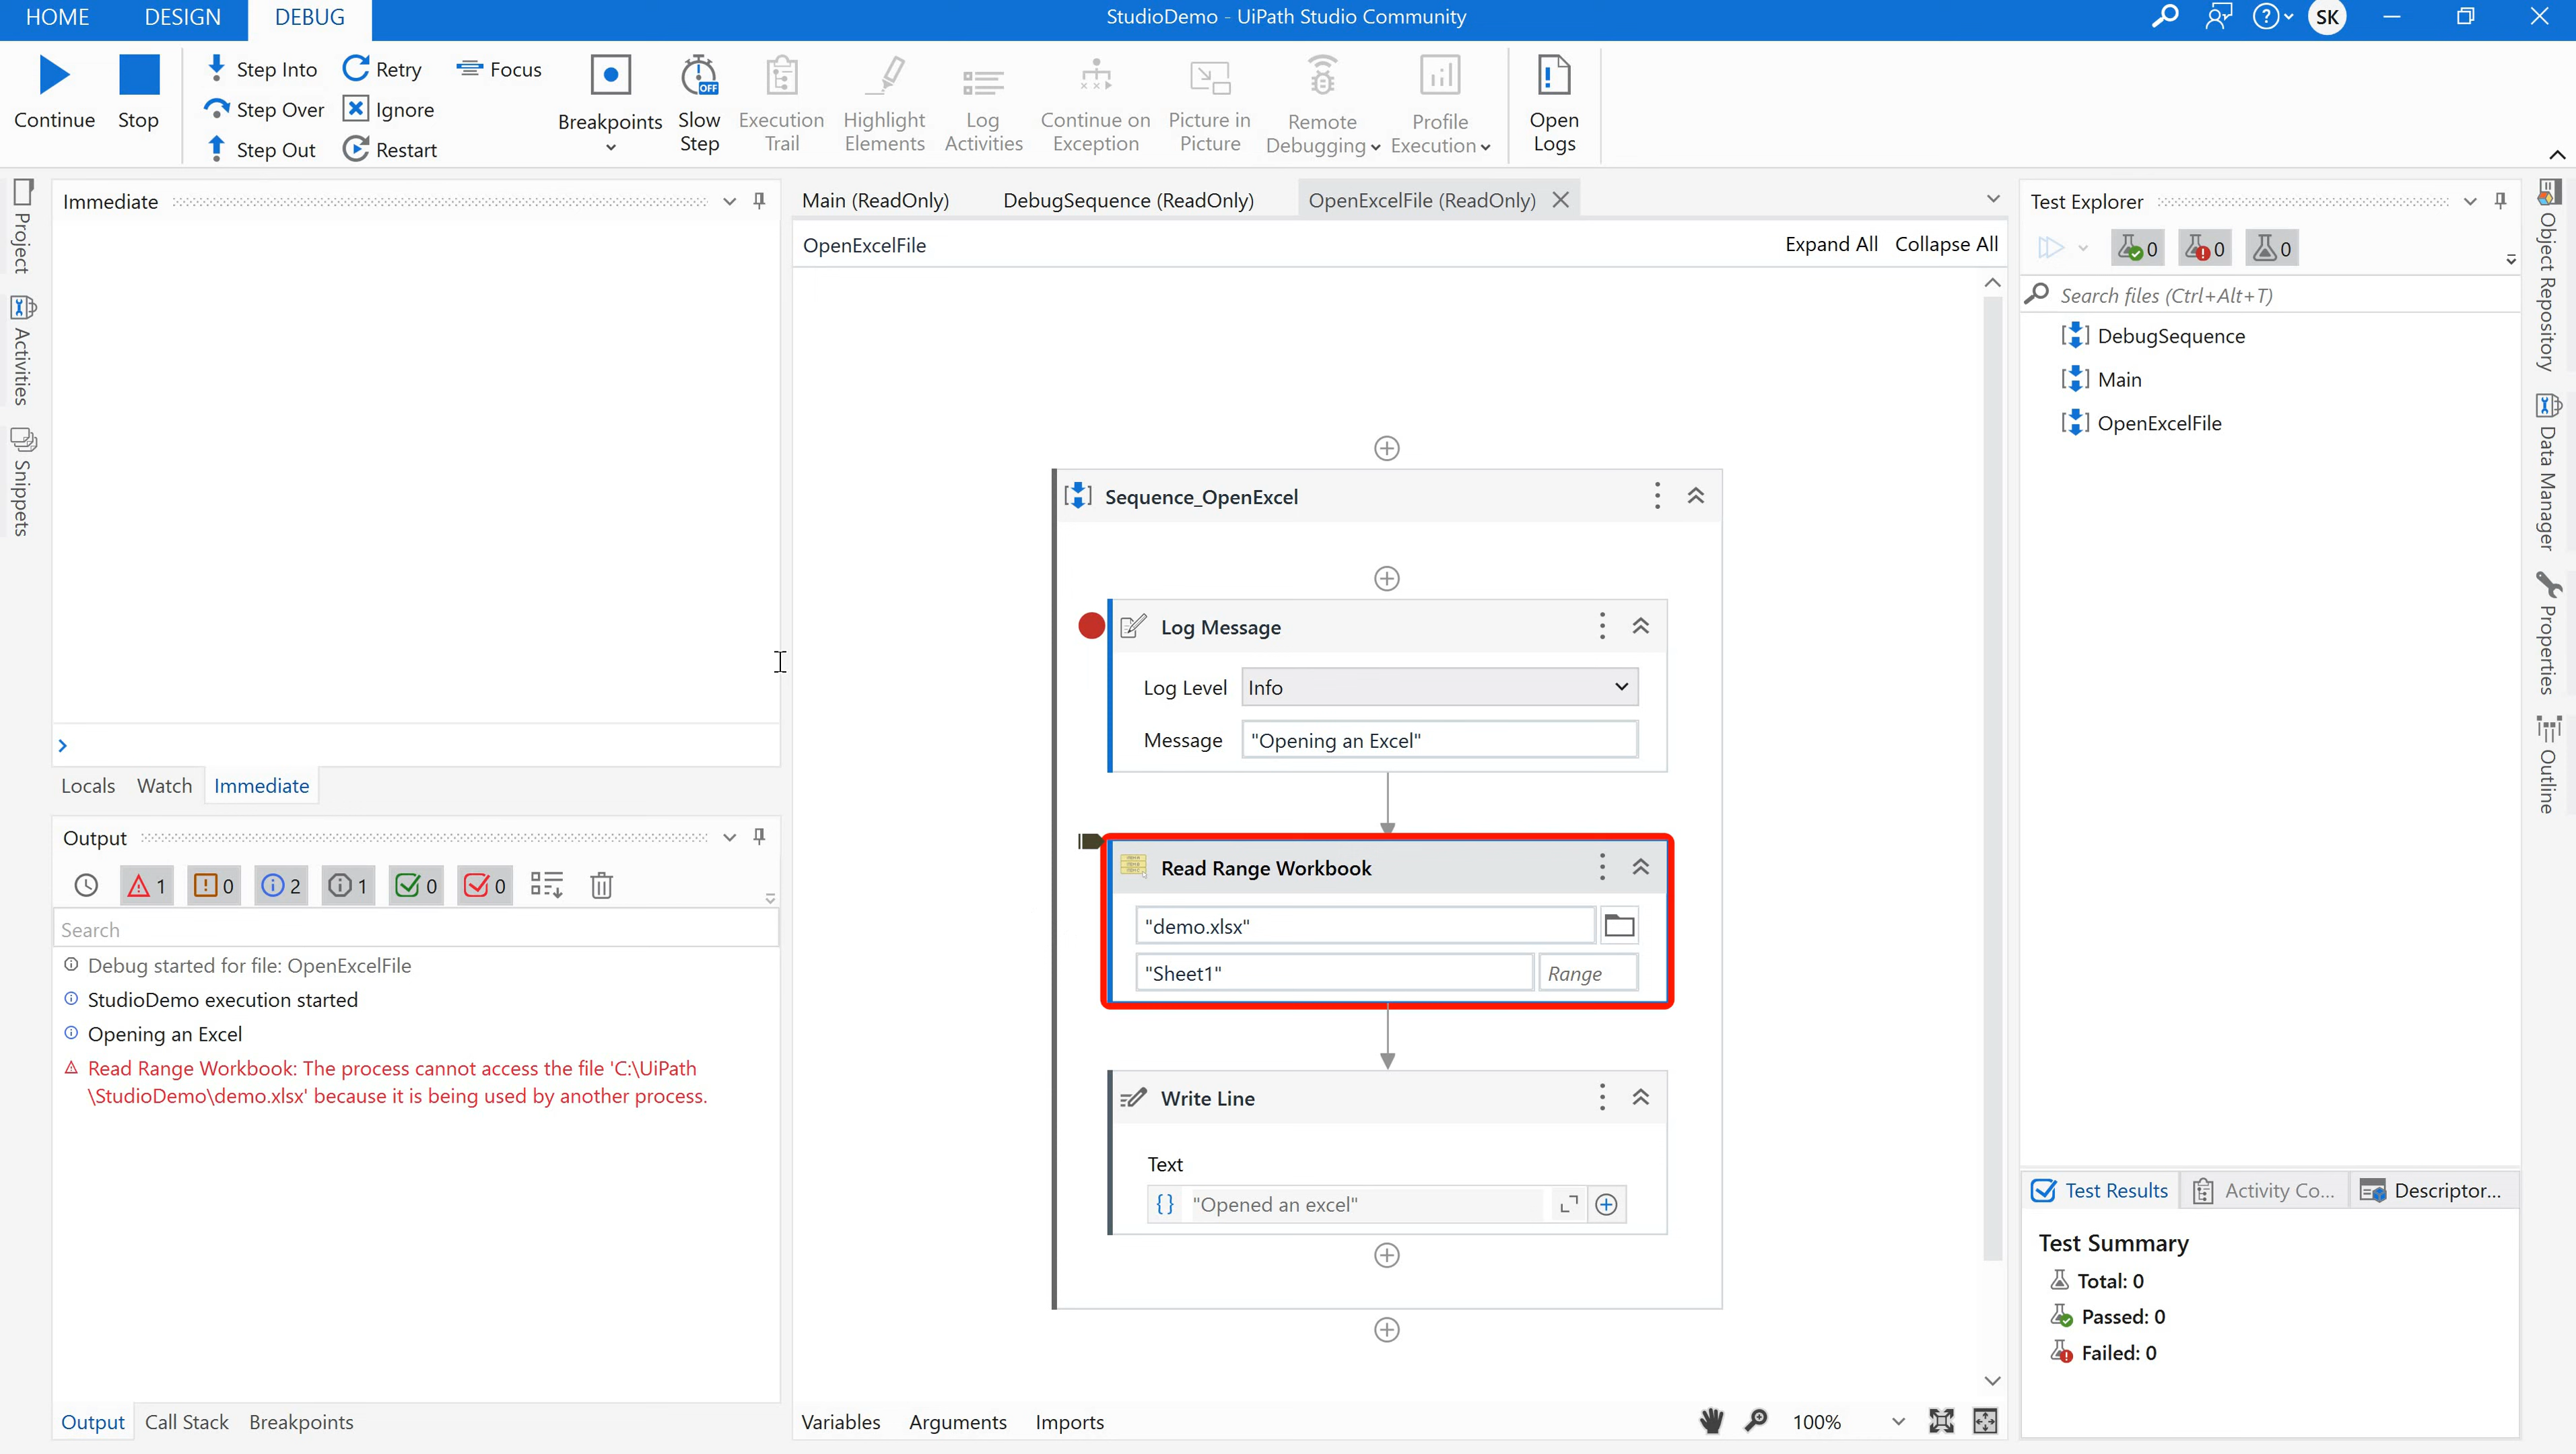 HOME DESIGN DEBUG
StudioDemo - UiPath Studio Community
SK
Continue
Stop
Step Into
Step Over
Step Out
Retry
Ignore
Restart
Focus
Breakpoints
OFF
Slow
Step
Execution
Trail
Highlight
Elements
Log
Activities
Continue on
Exception
Picture in
Picture
Remote
Debugging
Profile
Execution
Open
Logs
Project
Activities
Snippets
Immediate
Locals Watch Immediate
Output
1 0 2 1 0 0
Search
Debug started for file: OpenExcelFile
StudioDemo execution started
Opening an Excel
Read Range Workbook: The process cannot access the file 'C:\UiPath
\StudioDemo\demo.xlsx' because it is being used by another process.
Output Call Stack Breakpoints
Main (ReadOnly) DebugSequence (ReadOnly) OpenExcelFile (ReadOnly)
OpenExcelFile
Expand All Collapse All
Sequence_OpenExcel
Log Message
Log Level Info
Message "Opening an Excel"
Read Range Workbook
"demo.xlsx"
"Sheet1" Range
Write Line
Text
{} "Opened an excel"
Variables Arguments Imports
100%
Test Explorer
0 0 0
Search files (Ctrl+Alt+T)
DebugSequence
Main
OpenExcelFile
Test Results Activity Co... Descriptor...
Test Summary
Total: 0
Passed: 0
Failed: 0
Object Repository
Data Manager
Properties
Outline